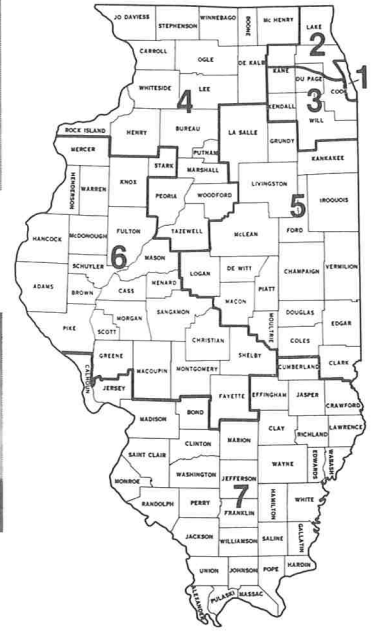 JO DAVIESS STEPHENSON WINNEBAGO BOONE MC HENRY LAKE
2
CARROLL OGLE DE KALB KANE DU PAGE COOK 1
WHITESIDE LEE 4 KENDALL 3 WILL
ROCK ISLAND HENRY BUREAU LA SALLE GRUNDY
MERCER PUTNAM KANKAKEE
STARK MARSHALL
HENDERSON WARREN KNOX PEORIA WOODFORD LIVINGSTON 5 IROQUOIS
HANCOCK MCDONOUGH FULTON TAZEWELL MCLEAN FORD
6 MASON
SCHUYLER LOGAN DE WITT CHAMPAIGN VERMILION
ADAMS BROWN CASS MENARD PIATT
MACON
PIKE SCOTT MORGAN SANGAMON MOULTRIE DOUGLAS EDGAR
CHRISTIAN COLES
GREENE MACOUPIN MONTGOMERY SHELBY CUMBERLAND CLARK
CALHOUN JERSEY FAYETTE EFFINGHAM JASPER CRAWFORD
MADISON BOND
CLAY RICHLAND LAWRENCE
CLINTON MARION
SAINT CLAIR WAYNE EDWARDS WABASH
MONROE WASHINGTON JEFFERSON
RANDOLPH PERRY 7 HAMILTON WHITE
FRANKLIN
JACKSON WILLIAMSON SALINE GALLATIN
UNION JOHNSON POPE HARDIN
ALEXANDER PULASKI MASSAC